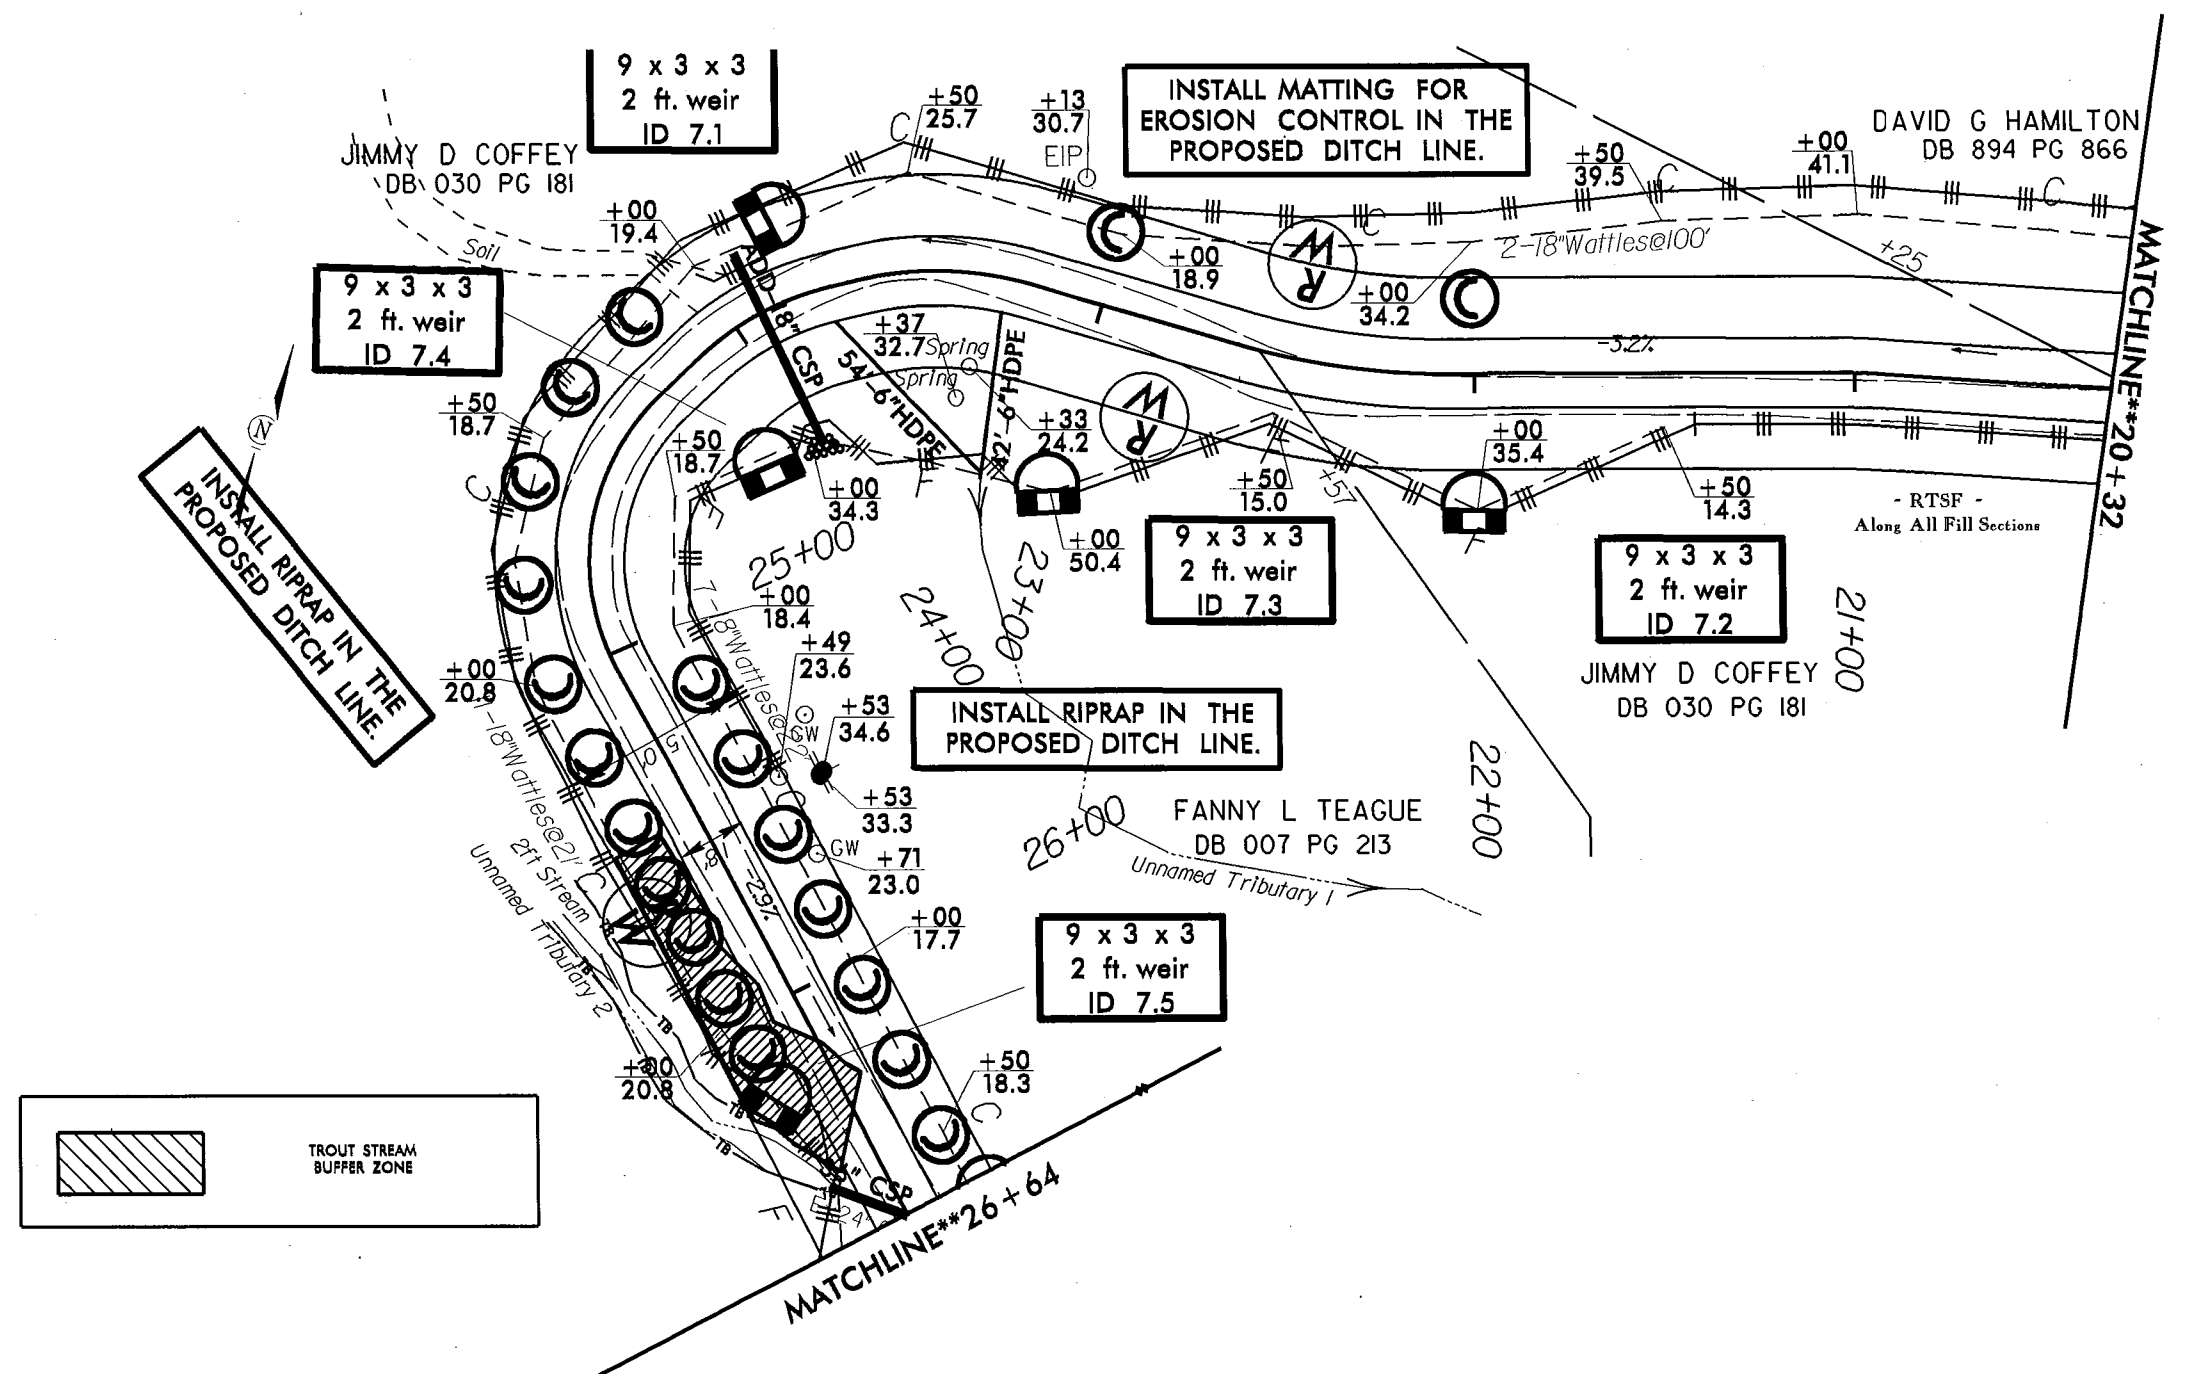 9 x 3 x 3
2 ft. weir
ID 7.1
INSTALL MATTING FOR
EROSION CONTROL IN THE
PROPOSED DITCH LINE.
DAVID G HAMILTON
DB 894 PG 866
JIMMY D COFFEY
DB 030 PG 181
+50
25.7
+13
30.7
EIP
C
+50
39.5
C
+00
41.1
C
+00
19.4
Soil
ADD
18"
CSP
+00
18.9
R
W
C
2-18"Wattles@100'
+25
+00
34.2
-3.2%
MATCHLINE**20+32
9 x 3 x 3
2 ft. weir
ID 7.4
+37
32.7
Spring
Spring
54'-6"HDPE
42'-6"HDPE
+33
24.2
R
W
N
+50
18.7
+50
18.7
+00
34.3
C
+50
15.0
+57
+00
35.4
+50
14.3
- RTSF -
Along All Fill Sections
INSTALL RIPRAP IN THE
PROPOSED DITCH LINE.
25+00
+00
50.4
9 x 3 x 3
2 ft. weir
ID 7.3
9 x 3 x 3
2 ft. weir
ID 7.2
24+00
23+00
21+00
22+00
+00
18.4
+49
23.6
+00
20.8
+53
34.6
GW
INSTALL RIPRAP IN THE
PROPOSED DITCH LINE.
JIMMY D COFFEY
DB 030 PG 181
50
C
+53
33.3
GW
+71
23.0
26+00
FANNY L TEAGUE
DB 007 PG 213
Unnamed Tributary 1
2ft Stream
Unnamed Tributary 2
C
W
18'
-2.9%
TB
TB
TB
TB
TB
TB
+00
17.7
9 x 3 x 3
2 ft. weir
ID 7.5
+00
20.8
+50
18.3
C
TROUT STREAM
BUFFER ZONE
CSP
24"
F
MATCHLINE**26+64